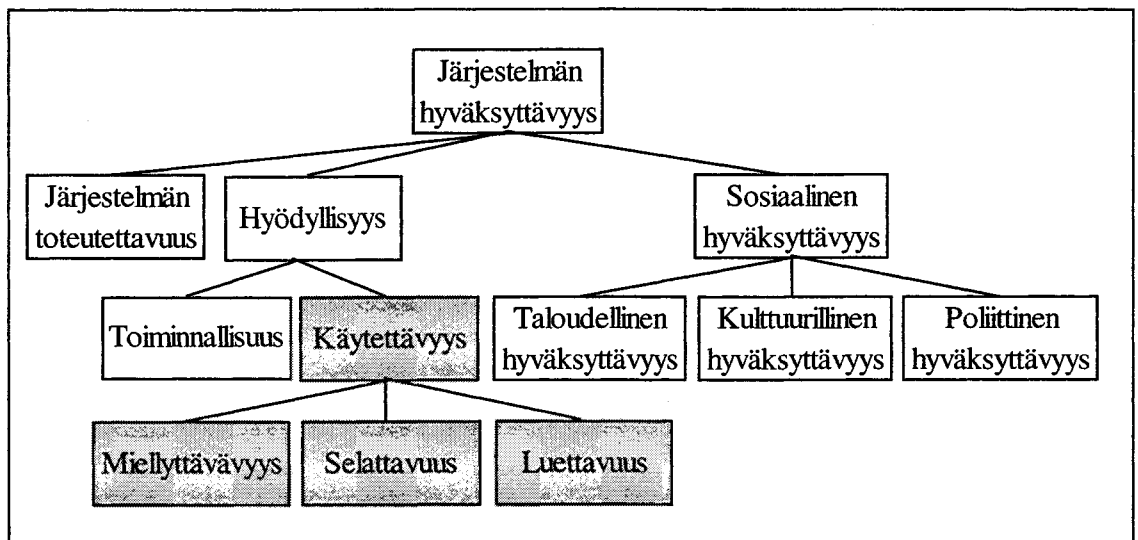 Järjestelmän
hyväksyttävyys
Järjestelmän
toteutettavuus
Hyödyllisyys
Sosiaalinen
hyväksyttävyys
Toiminnallisuus
Käytettävyys
Taloudellinen
hyväksyttävyys
Kulttuurillinen
hyväksyttävyys
Poliittinen
hyväksyttävyys
Miellyttävävyys
Selattavuus
Luettavuus